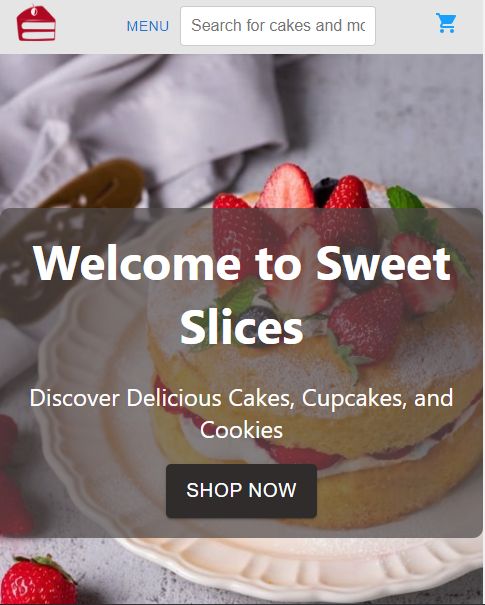 MENU
Search for cakes and mo
Welcome to Sweet
Slices
Discover Delicious Cakes, Cupcakes, and
Cookies
SHOP NOW